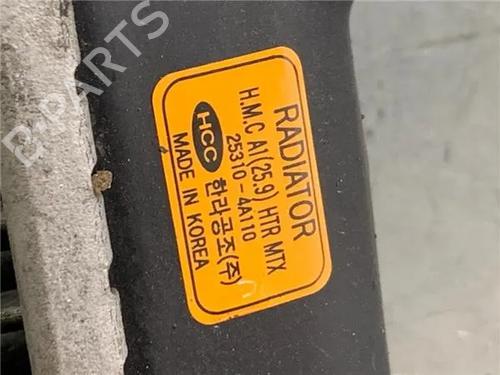 RADIATOR
H.M.C A1(25.9) HTR MTX
25310-4A110
HCC 한라공조(주)
MADE IN KOREA
B-PARTS